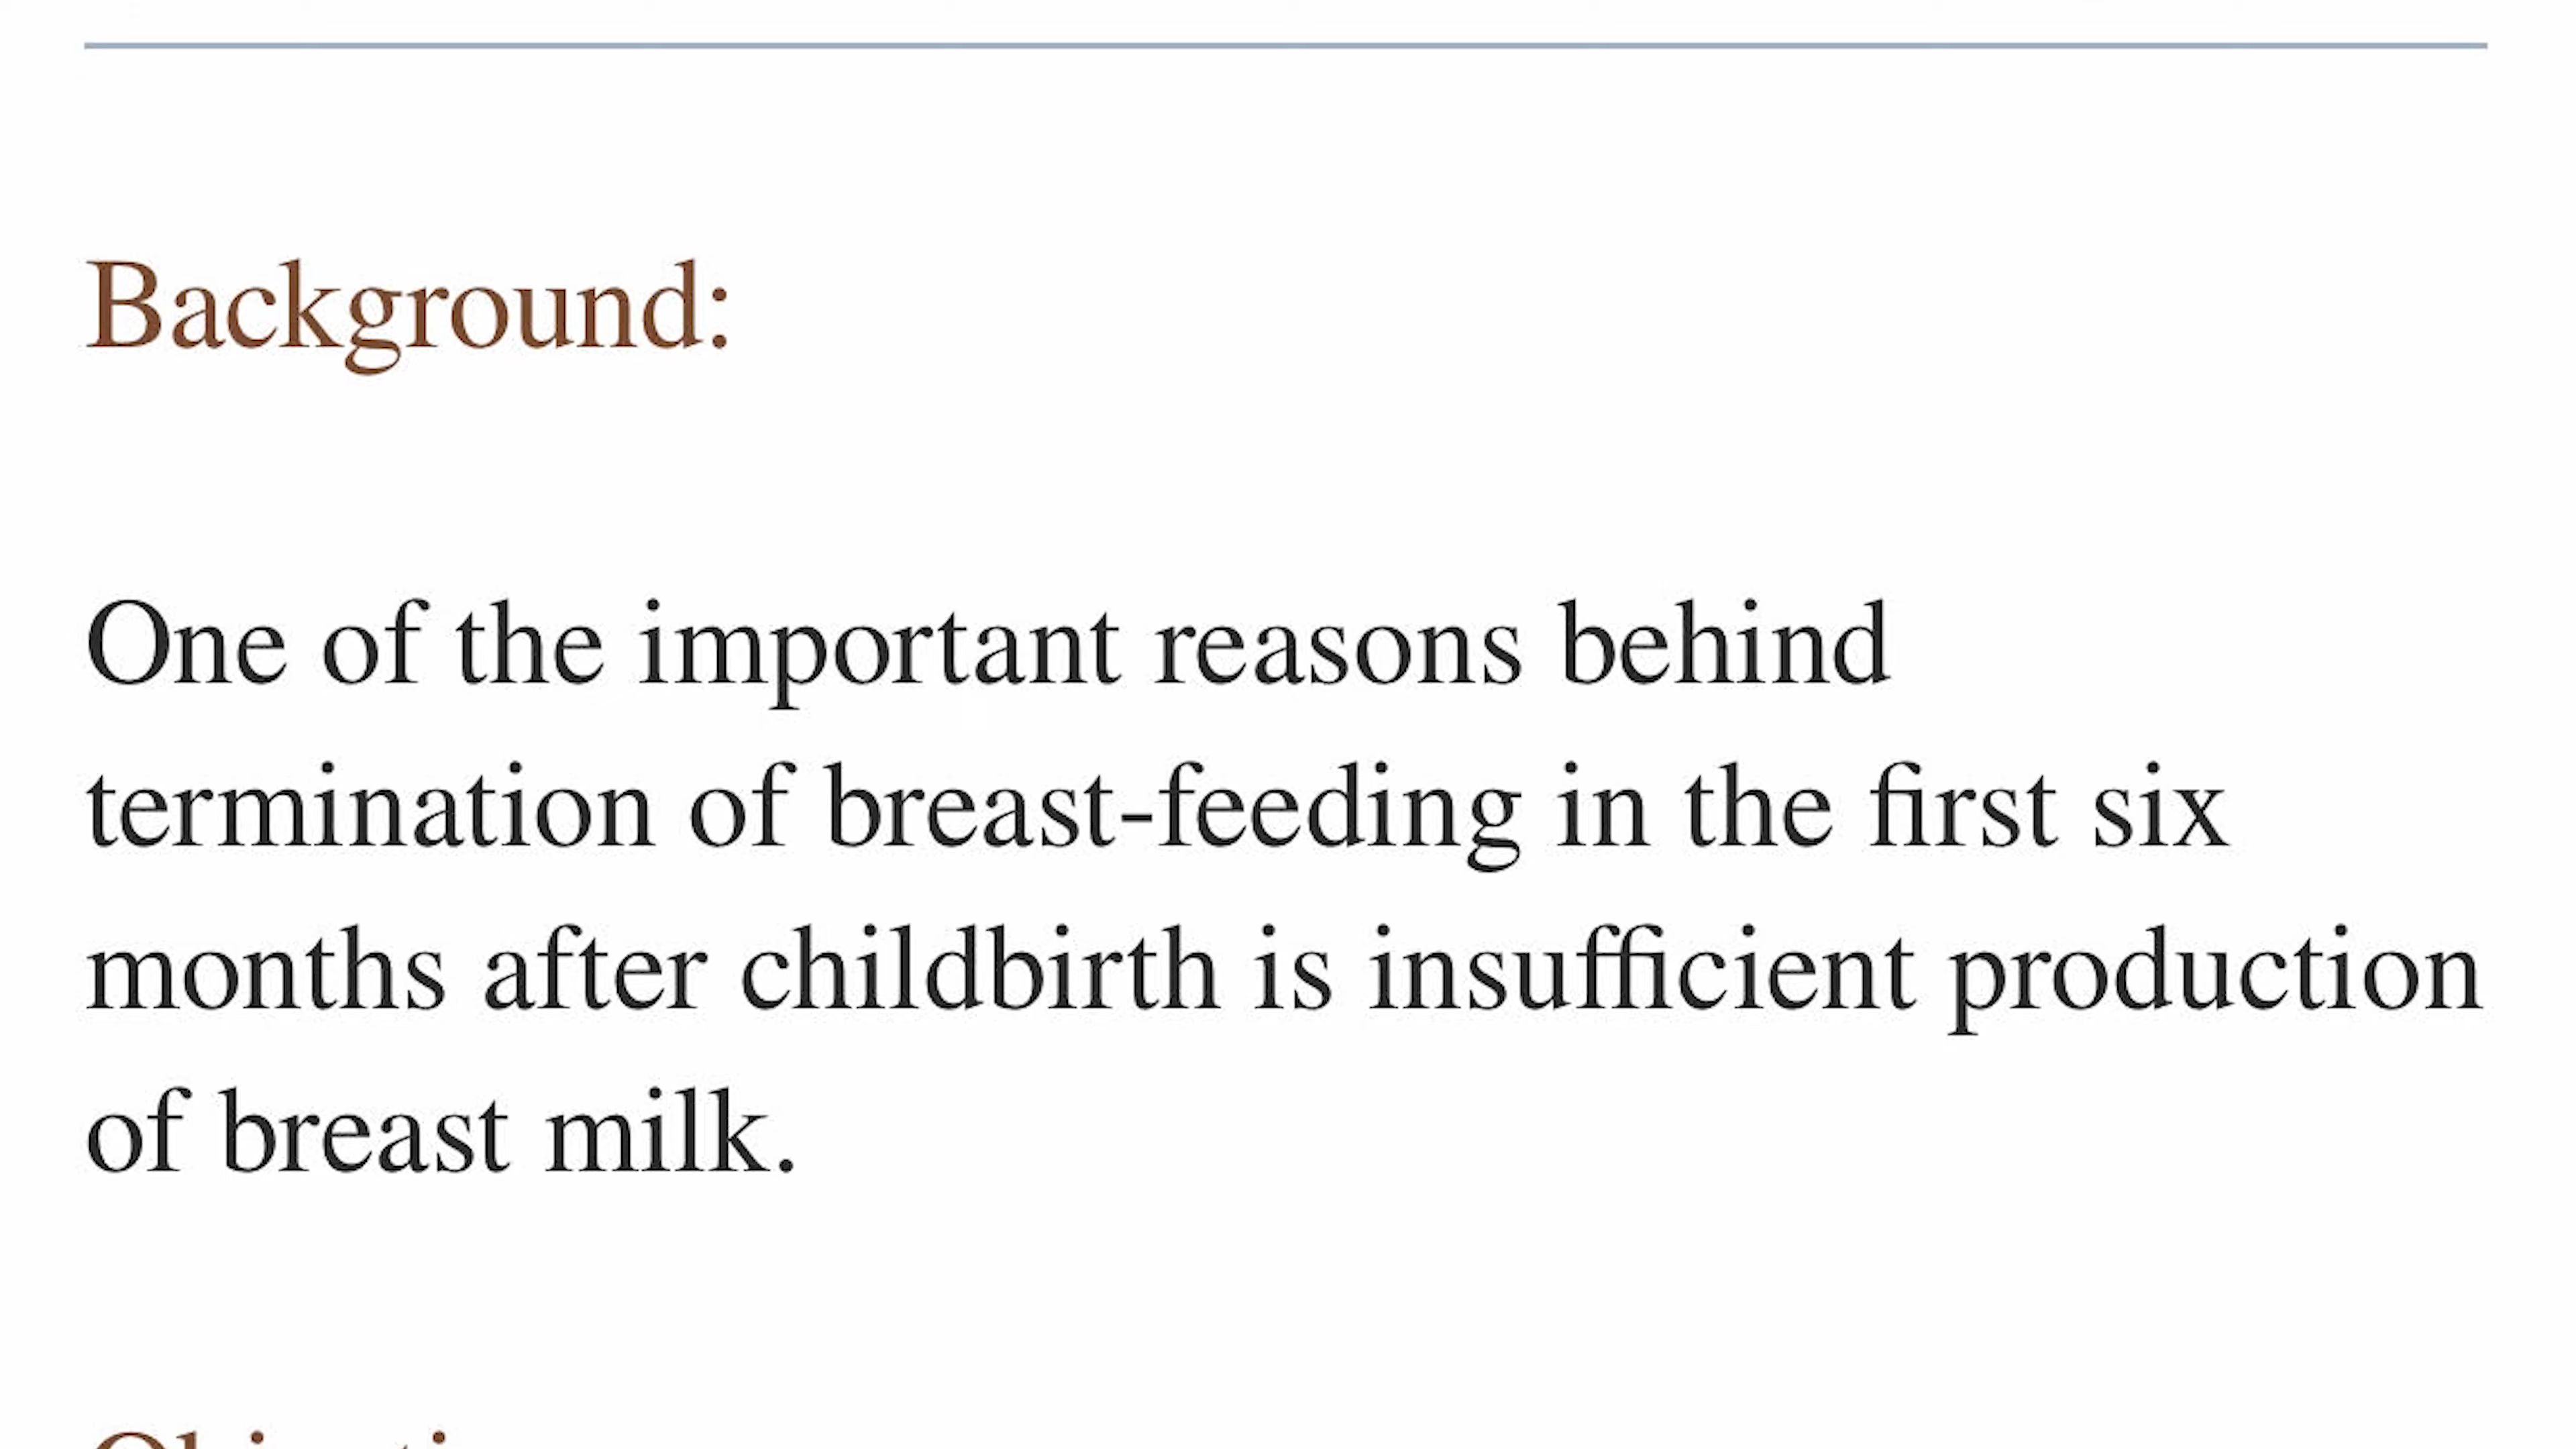 Background:
One of the important reasons behind
termination of breast-feeding in the first six
months after childbirth is insufficient production
of breast milk.